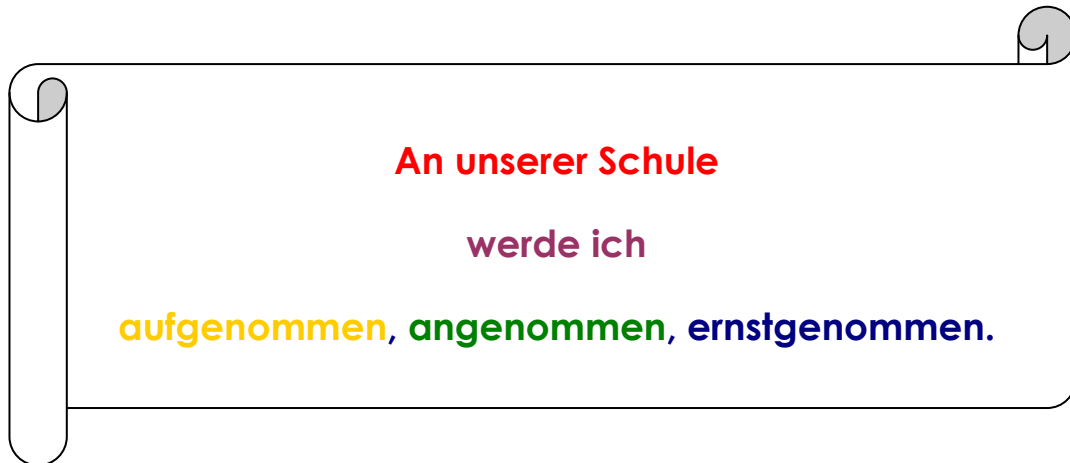 An unserer Schule
werde ich
aufgenommen, angenommen, ernstgenommen.